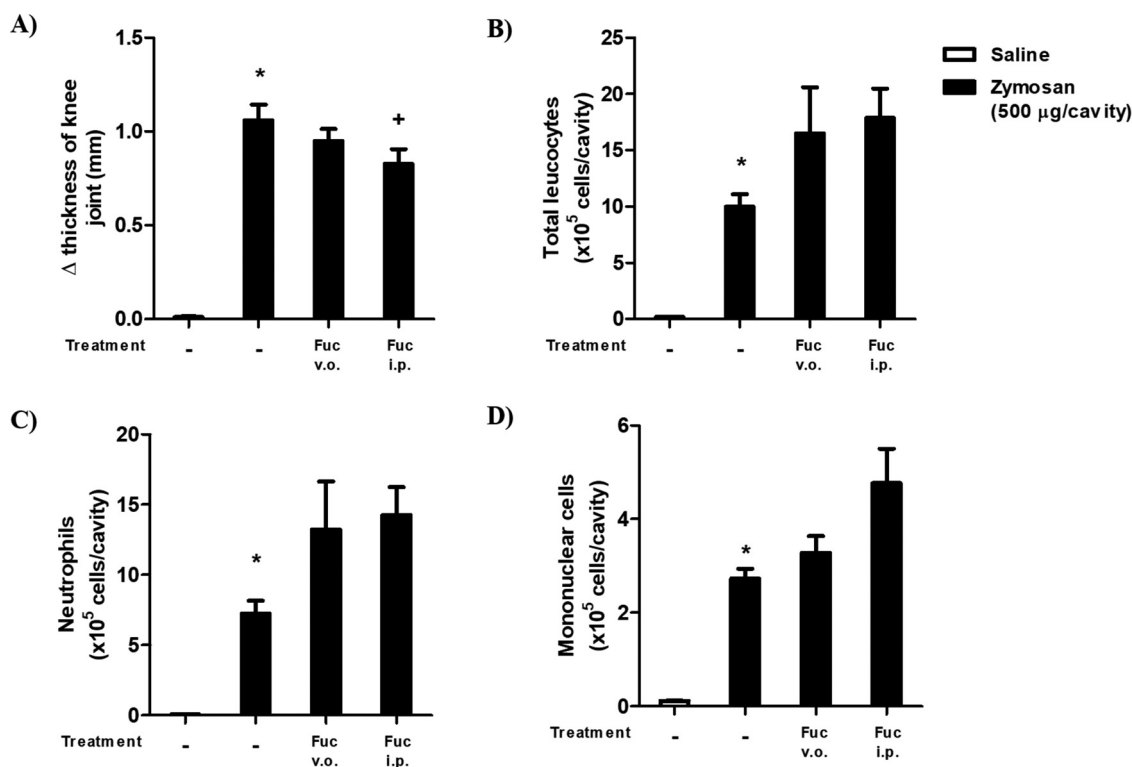 A)
Δ thickness of knee
joint (mm)
1.5
1.0
0.5
0.0
*
+
Treatment
- - Fuc Fuc
v.o. i.p.
B)
Total leucocytes
(x10⁵ cells/cavity)
25
20
15
10
5
0
*
Treatment
- - Fuc Fuc
v.o. i.p.
Saline
Zymosan
(500 µg/cavity)
C)
Neutrophils
(x10⁵ cells/cavity)
20
15
10
5
0
*
Treatment
- - Fuc Fuc
v.o. i.p.
D)
Mononuclear cells
(x10⁵ cells/cavity)
6
4
2
0
*
Treatment
- - Fuc Fuc
v.o. i.p.